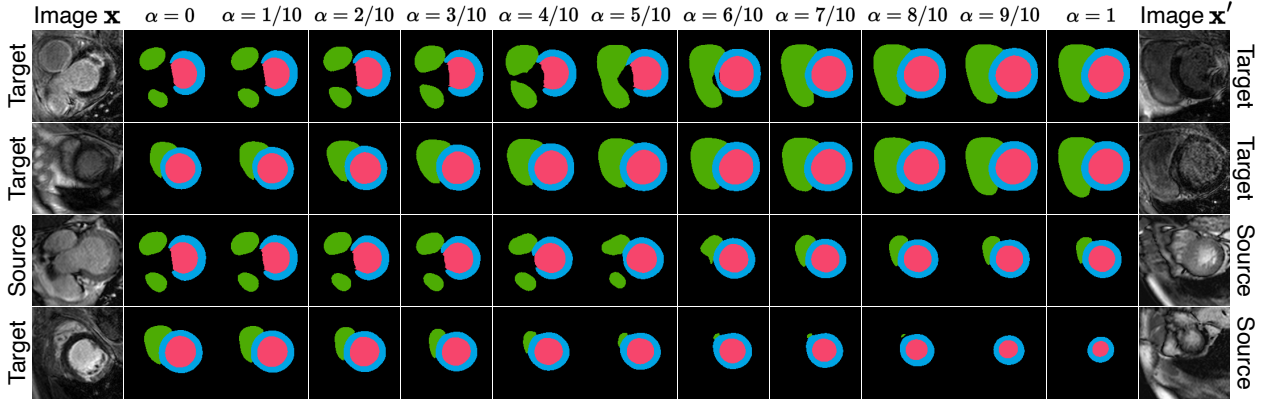 Image x α = 0 α = 1/10 α = 2/10 α = 3/10 α = 4/10 α = 5/10 α = 6/10 α = 7/10 α = 8/10 α = 9/10 α = 1 Image x′
Target Target
Target Target
Source Source
Target Source